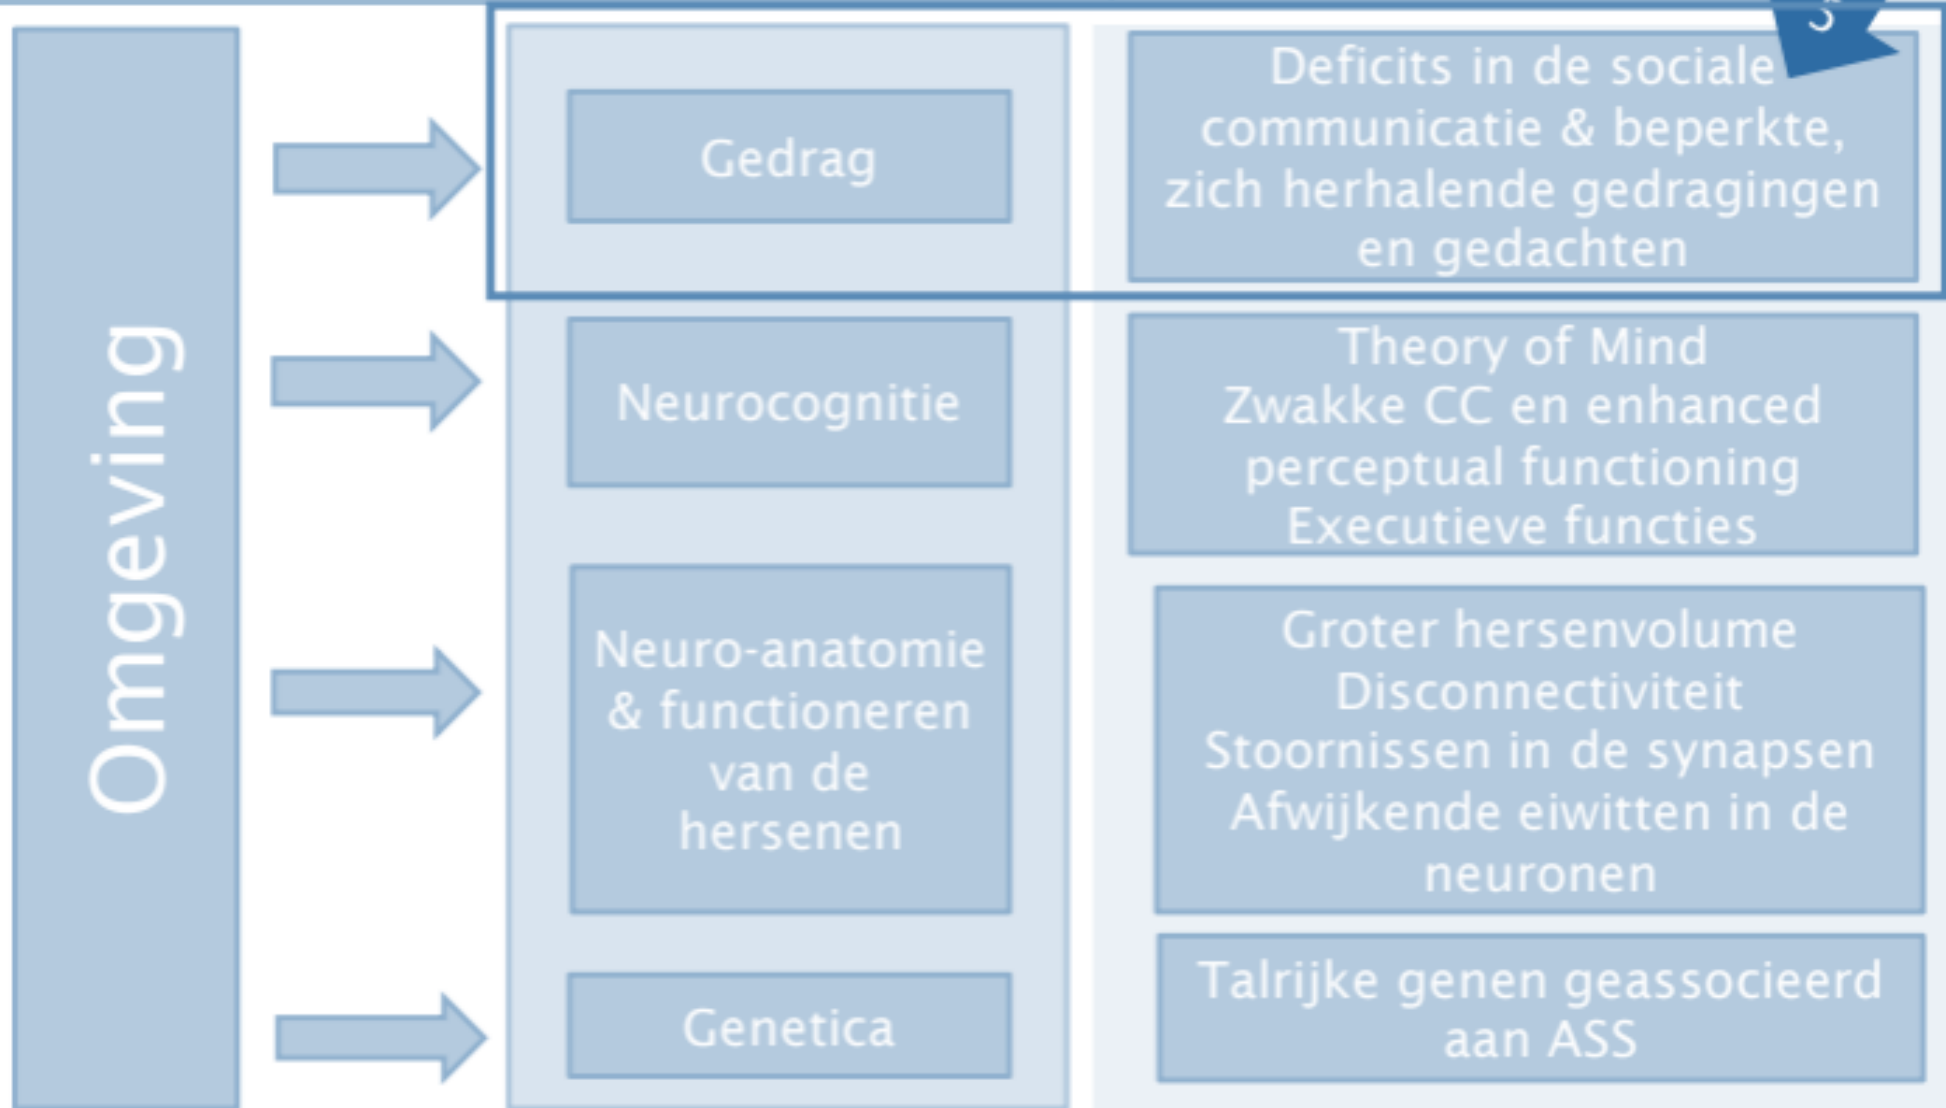 Omgeving
Gedrag
Deficits in de sociale
communicatie & beperkte,
zich herhalende gedragingen
en gedachten
Neurocognitie
Theory of Mind
Zwakke CC en enhanced
perceptual functioning
Executieve functies
Neuro-anatomie
& functioneren
van de
hersenen
Groter hersenvolume
Disconnectiviteit
Stoornissen in de synapsen
Afwijkende eiwitten in de
neuronen
Genetica
Talrijke genen geassocieerd
aan ASS